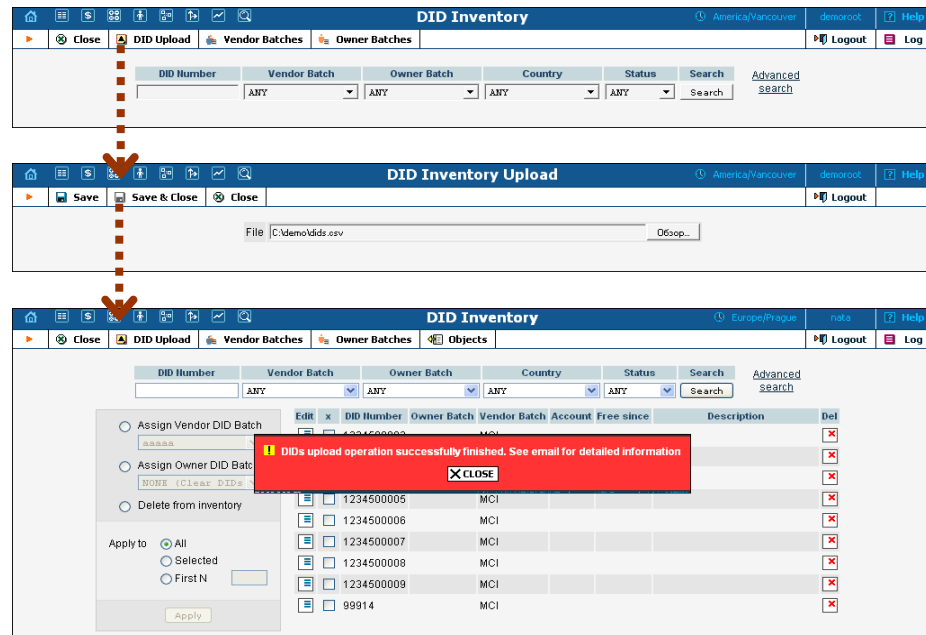 DID Inventory America/Vancouver demoroot ? Help
Close DID Upload Vendor Batches Owner Batches Logout Log
DID Number Vendor Batch Owner Batch Country Status Search Advanced search
ANY ANY ANY ANY Search
DID Inventory Upload America/Vancouver demoroot ? Help
Save Save & Close Close Logout
File C:\demo\dids.csv Обзор...
DID Inventory Europe/Prague nata ? Help
Close DID Upload Vendor Batches Owner Batches Objects Logout Log
DID Number Vendor Batch Owner Batch Country Status Search Advanced search
ANY ANY ANY ANY Search
Edit x DID Number Owner Batch Vendor Batch Account Free since Description Del
Assign Vendor DID Batch
aaaaa
Assign Owner DID Batc
NONE (Clear DIDs
Delete from inventory
Apply to All
Selected
First N
Apply
! DIDs upload operation successfully finished. See email for detailed information
X CLOSE
1234500005 MCI
1234500006 MCI
1234500007 MCI
1234500008 MCI
1234500009 MCI
99914 MCI